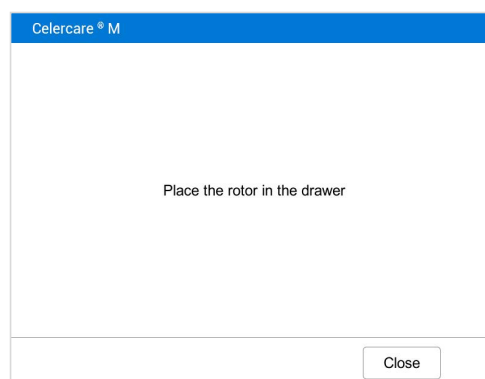 Celercare ® M
Place the rotor in the drawer
Close